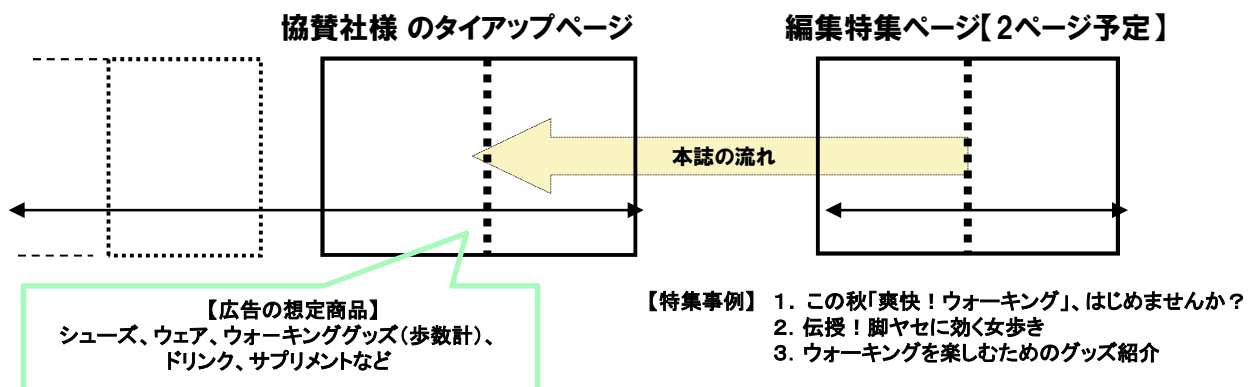 協賛社様 のタイアップページ
編集特集ページ【2ページ予定】
本誌の流れ
【広告の想定商品】
シューズ、ウェア、ウォーキンググッズ(歩数計)、
ドリンク、サプリメントなど
【特集事例】 1. この秋「爽快!ウォーキング」、はじめませんか?
2. 伝授!脚ヤセに効く女歩き
3. ウォーキングを楽しむためのグッズ紹介